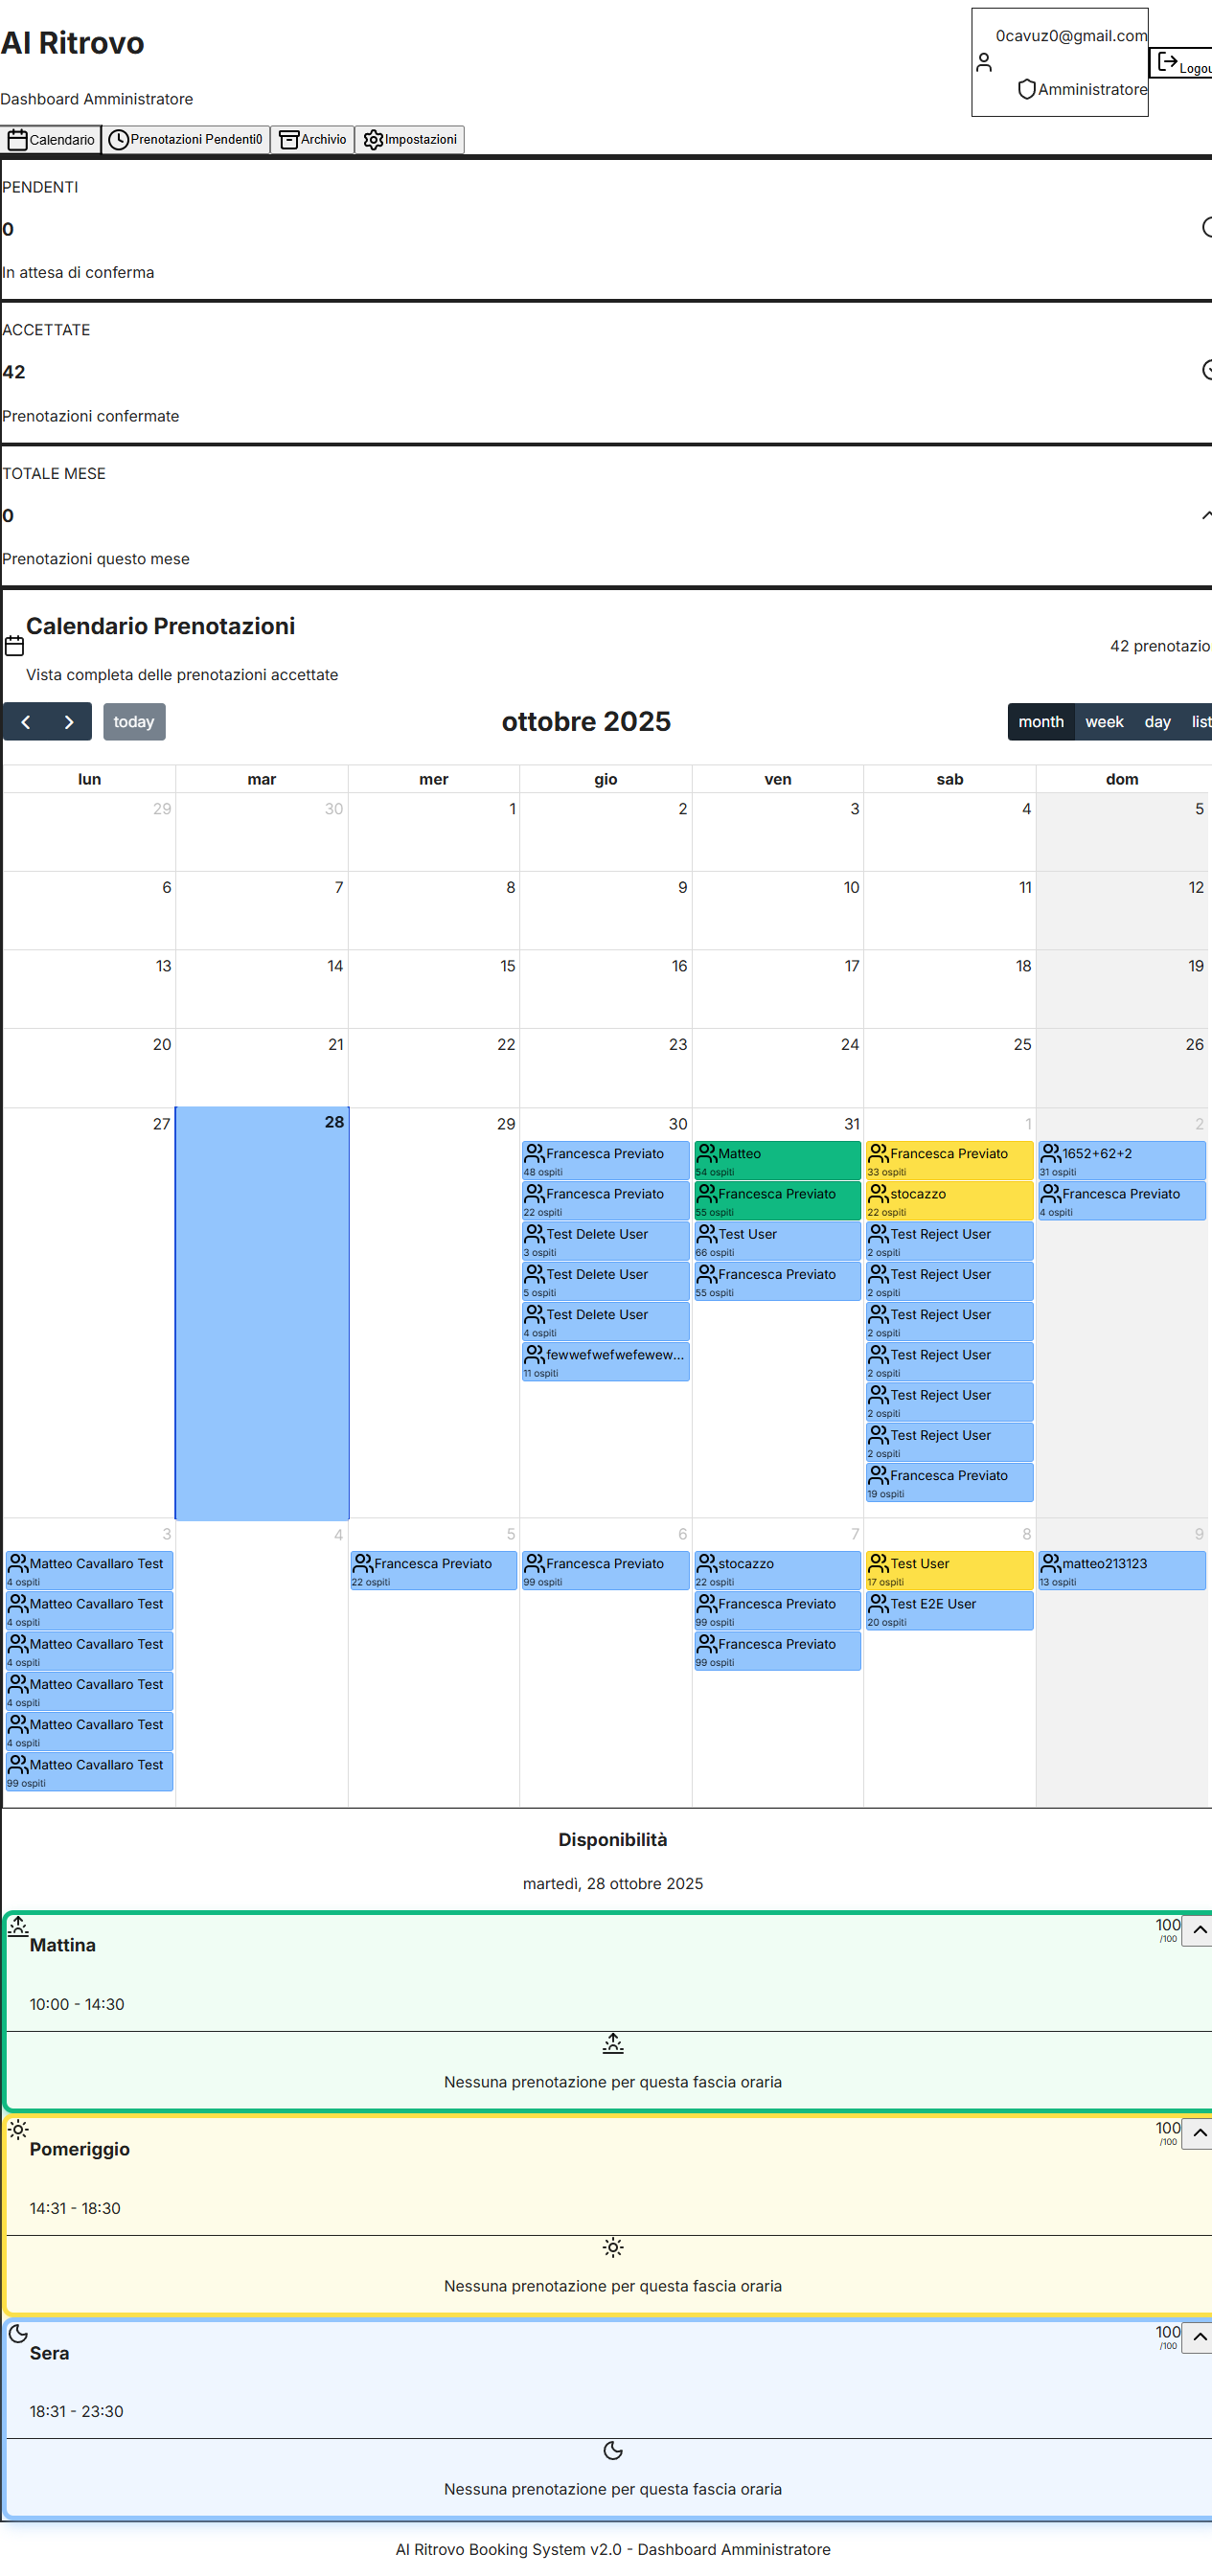 Al Ritrovo
0cavuz0@gmail.com
Amministratore
Dashboard Amministratore
Calendario
Prenotazioni Pendenti0
Archivio
Impostazioni
PENDENTI
0
In attesa di conferma
ACCETTATE
42
Prenotazioni confermate
TOTALE MESE
0
Prenotazioni questo mese
Calendario Prenotazioni
42
Vista completa delle prenotazioni accettate
today
ottobre 2025
month week day list
lun mar mer gio ven sab dom
29 30 1 2 3 4 5
6 7 8 9 10 11 12
13 14 15 16 17 18 19
20 21 22 23 24 25 26
27 28 29 30 31 1 2
Francesca Previato
48 ospiti
Francesca Previato
22 ospiti
Test Delete User
3 ospiti
Test Delete User
5 ospiti
Test Delete User
4 ospiti
fewwefwefwefewew...
11 ospiti
Matteo
54 ospiti
Francesca Previato
55 ospiti
Test User
66 ospiti
Francesca Previato
55 ospiti
Francesca Previato
33 ospiti
stocazzo
22 ospiti
Test Reject User
2 ospiti
Test Reject User
2 ospiti
Test Reject User
2 ospiti
Test Reject User
2 ospiti
Test Reject User
2 ospiti
Test Reject User
2 ospiti
Francesca Previato
19 ospiti
1652+62+2
31 ospiti
Francesca Previato
4 ospiti
3 4 5 6 7 8 9
Matteo Cavallaro Test
4 ospiti
Matteo Cavallaro Test
4 ospiti
Matteo Cavallaro Test
4 ospiti
Matteo Cavallaro Test
4 ospiti
Matteo Cavallaro Test
4 ospiti
Matteo Cavallaro Test
99 ospiti
Francesca Previato
22 ospiti
Francesca Previato
99 ospiti
stocazzo
22 ospiti
Francesca Previato
99 ospiti
Francesca Previato
99 ospiti
Test User
17 ospiti
Test E2E User
20 ospiti
matteo213123
13 ospiti
Disponibilità
martedì, 28 ottobre 2025
Mattina
100
/100
10:00 - 14:30
Nessuna prenotazione per questa fascia oraria
Pomeriggio
100
/100
14:31 - 18:30
Nessuna prenotazione per questa fascia oraria
Sera
100
/100
18:31 - 23:30
Nessuna prenotazione per questa fascia oraria
Al Ritrovo Booking System v2.0 - Dashboard Amministratore